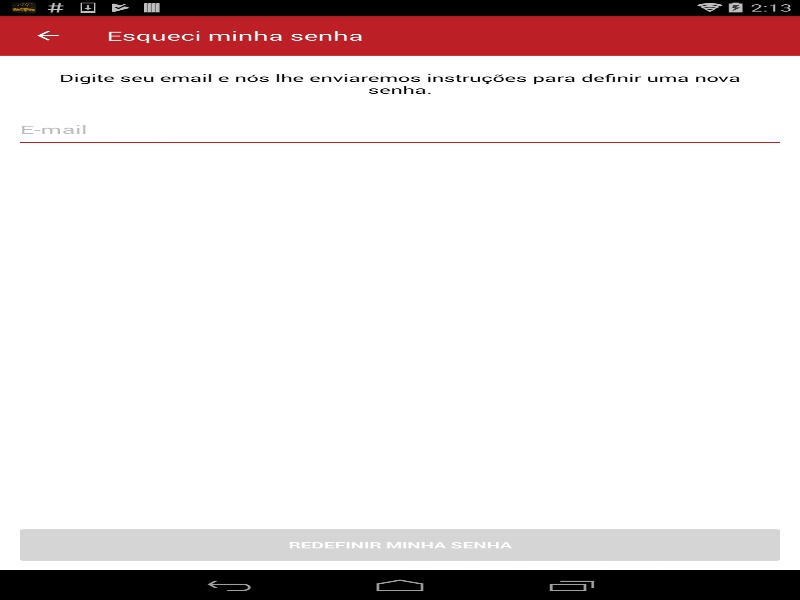 2:13
Esqueci minha senha
Digite seu email e nós lhe enviaremos instruções para definir uma nova
senha.
E-mail
REDEFINIR MINHA SENHA